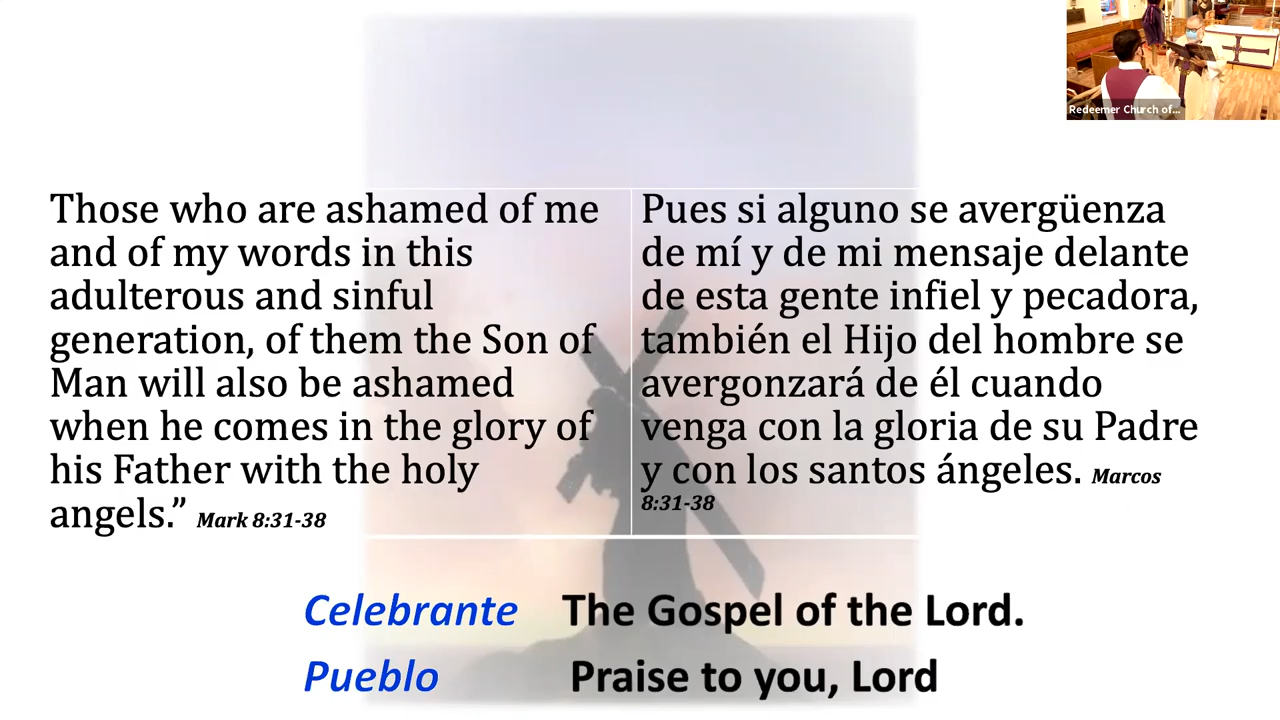 Redeemer Church of...
Those who are ashamed of me
and of my words in this
adulterous and sinful
generation, of them the Son of
Man will also be ashamed
when he comes in the glory of
his Father with the holy
angels.” Mark 8:31-38
Pues si alguno se avergüenza
de mí y de mi mensaje delante
de esta gente infiel y pecadora,
también el Hijo del hombre se
avergonzará de él cuando
venga con la gloria de su Padre
y con los santos ángeles. Marcos
8:31-38
Celebrante The Gospel of the Lord.
Pueblo Praise to you, Lord